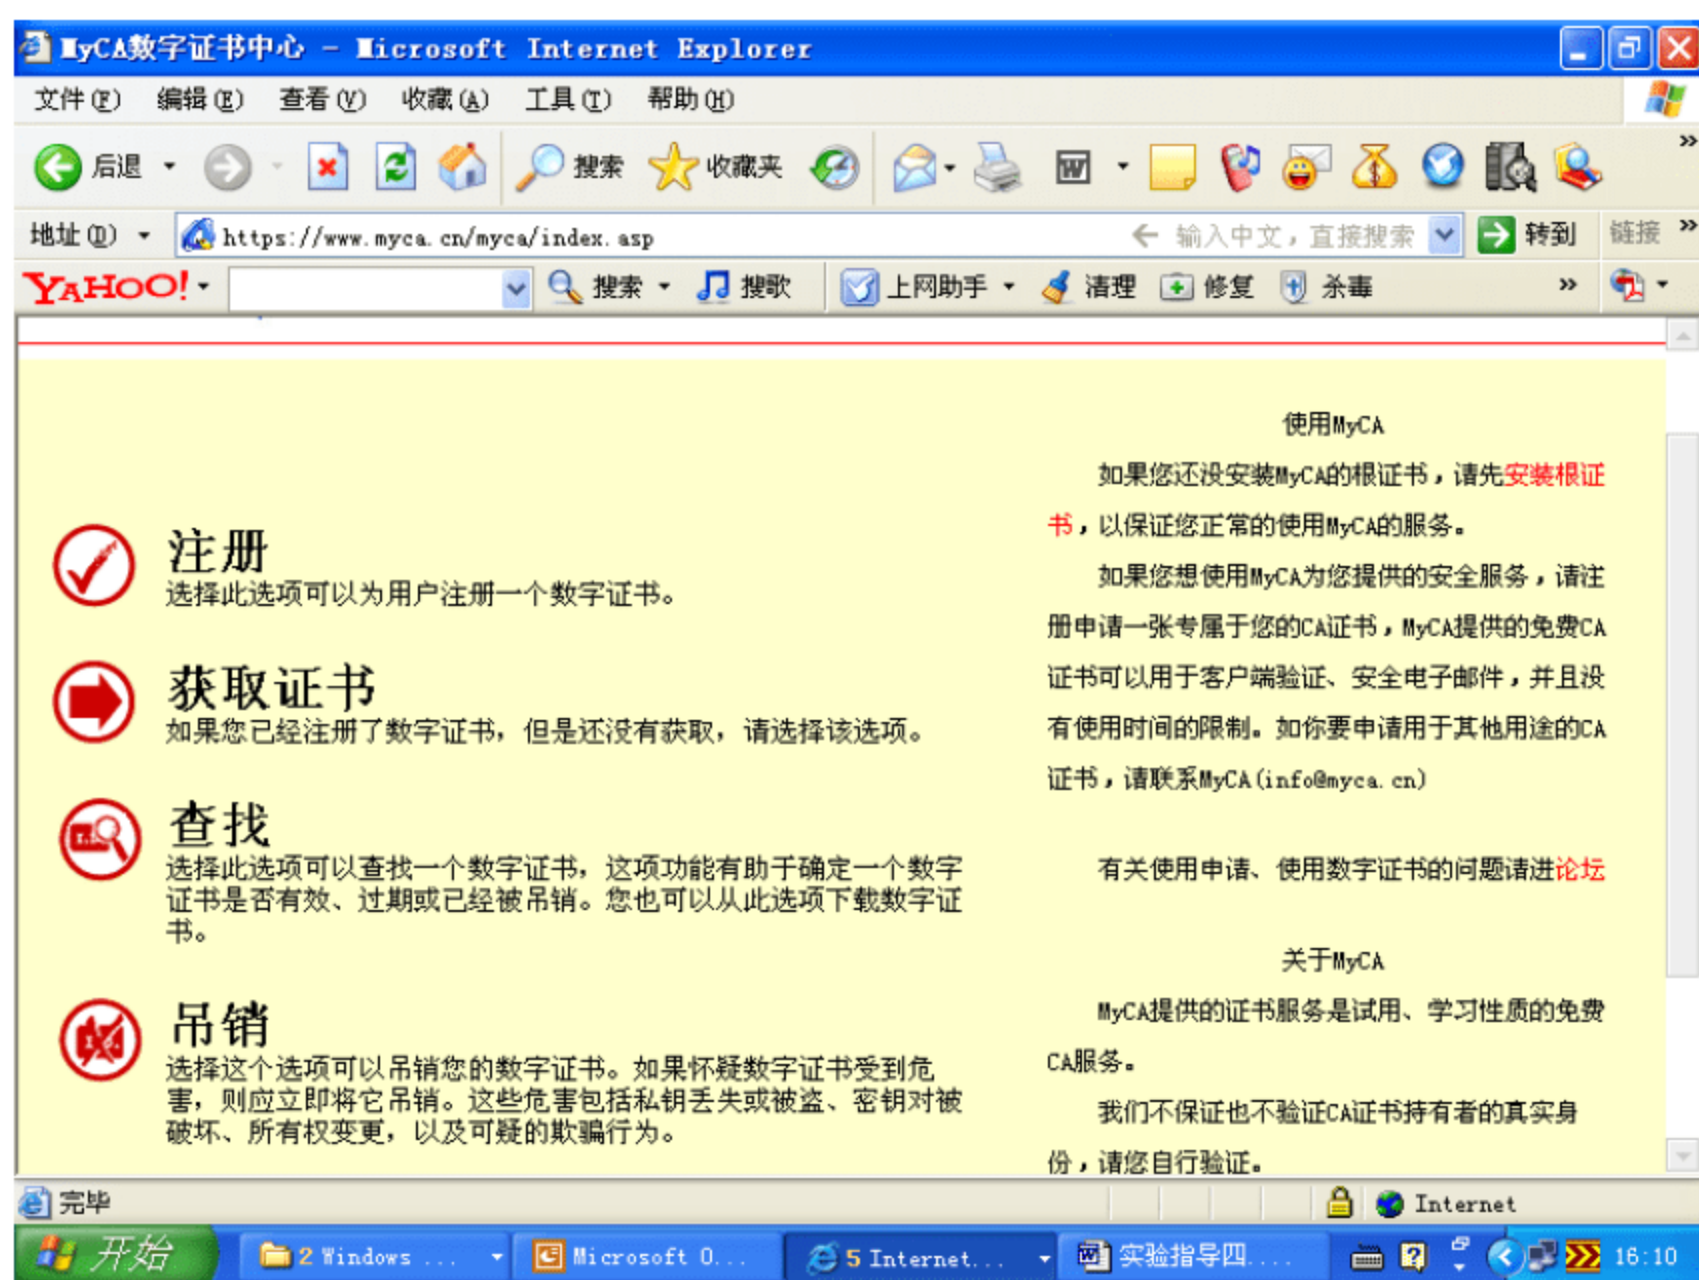 MyCA数字证书中心 - Microsoft Internet Explorer
文件(F) 编辑(E) 查看(V) 收藏(A) 工具(T) 帮助(H)
后退 搜索 收藏夹 »
地址(D) https://www.myca.cn/myca/index.asp ← 输入中文，直接搜索 转到 链接 »
YAHOO! 搜索 搜歌 上网助手 清理 修复 杀毒 »
注册
选择此选项可以为用户注册一个数字证书。
获取证书
如果您已经注册了数字证书，但是还没有获取，请选择该选项。
查找
选择此选项可以查找一个数字证书，这项功能有助于确定一个数字
证书是否有效、过期或已经被吊销。您也可以从此选项下载数字证
书。
吊销
选择这个选项可以吊销您的数字证书。如果怀疑数字证书受到危
害，则应立即将它吊销。这些危害包括私钥丢失或被盗、密钥对被
破坏、所有权变更，以及可疑的欺骗行为。
使用MyCA
如果您还没安装MyCA的根证书，请先安装根证
书，以保证您正常的使用MyCA的服务。
如果您想使用MyCA为您提供的安全服务，请注
册申请一张专属于您的CA证书，MyCA提供的免费CA
证书可以用于客户端验证、安全电子邮件，并且没
有使用时间的限制。如你要申请用于其他用途的CA
证书，请联系MyCA(info@myca.cn)
有关使用申请、使用数字证书的问题请进论坛
关于MyCA
MyCA提供的证书服务是试用、学习性质的免费
CA服务。
我们不保证也不验证CA证书持有者的真实身
份，请您自行验证。
完毕 Internet
开始 2 Windows ... Microsoft O... 5 Internet... 实验指导四.... 16:10